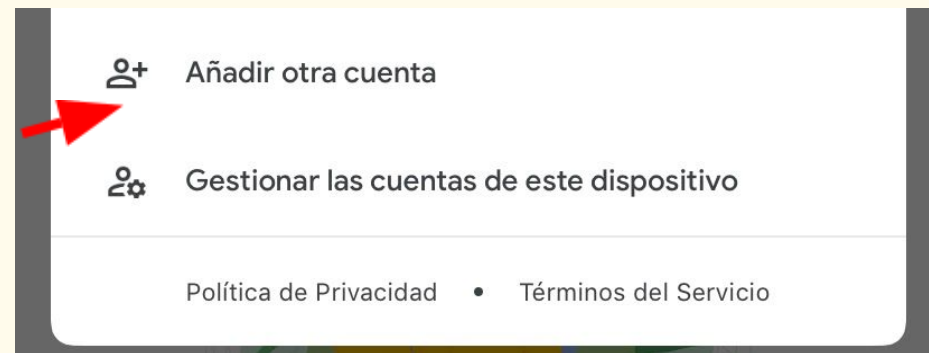 Añadir otra cuenta
Gestionar las cuentas de este dispositivo
Política de Privacidad • Términos del Servicio